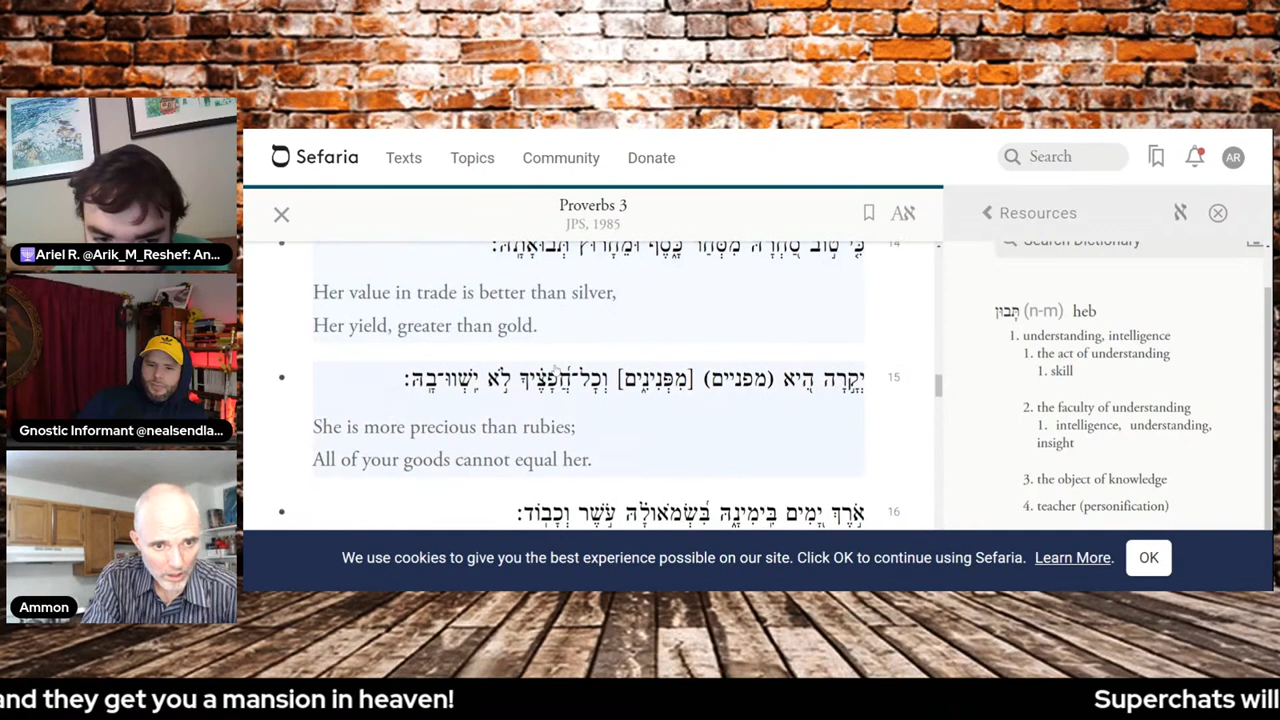 Sefaria
Texts
Topics
Community
Donate
Search
AR
Proverbs 3
JPS, 1985
Resources
Search Dictionary
14
כִּ֤י ט֣וֹב סַ֭חְרָהּ מִסְּחַר־כָּ֑סֶף וּ֝מֵחָר֗וּץ תְּבוּאָתָֽהּ׃
Her value in trade is better than silver,
Her yield, greater than gold.
15
יְקָ֣רָה הִ֭יא (מפניים) [מִפְּנִינִ֑ים] וְכׇל־חֲ֝פָצֶ֗יךָ לֹ֣א יִֽשְׁווּ־בָֽהּ׃
She is more precious than rubies;
All of your goods cannot equal her.
16
אֹ֣רֶךְ יָ֭מִים בִּֽימִינָ֑הּ בִּ֝שְׂמֹאולָ֗הּ עֹ֣שֶׁר וְכָבֽוֹד׃
תָּבוּן (n-m) heb
1. understanding, intelligence
1. the act of understanding
1. skill
2. the faculty of understanding
1. intelligence, understanding,
insight
3. the object of knowledge
4. teacher (personification)
We use cookies to give you the best experience possible on our site. Click OK to continue using Sefaria. Learn More.
OK
Ariel R. @Arik_M_Reshef: An...
Gnostic Informant @nealsendla...
Ammon
and they get you a mansion in heaven!
Superchats will